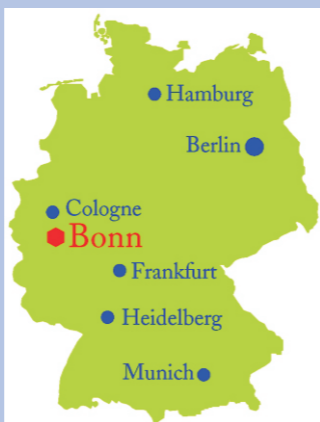 Hamburg
Berlin
Cologne
Bonn
Frankfurt
Heidelberg
Munich